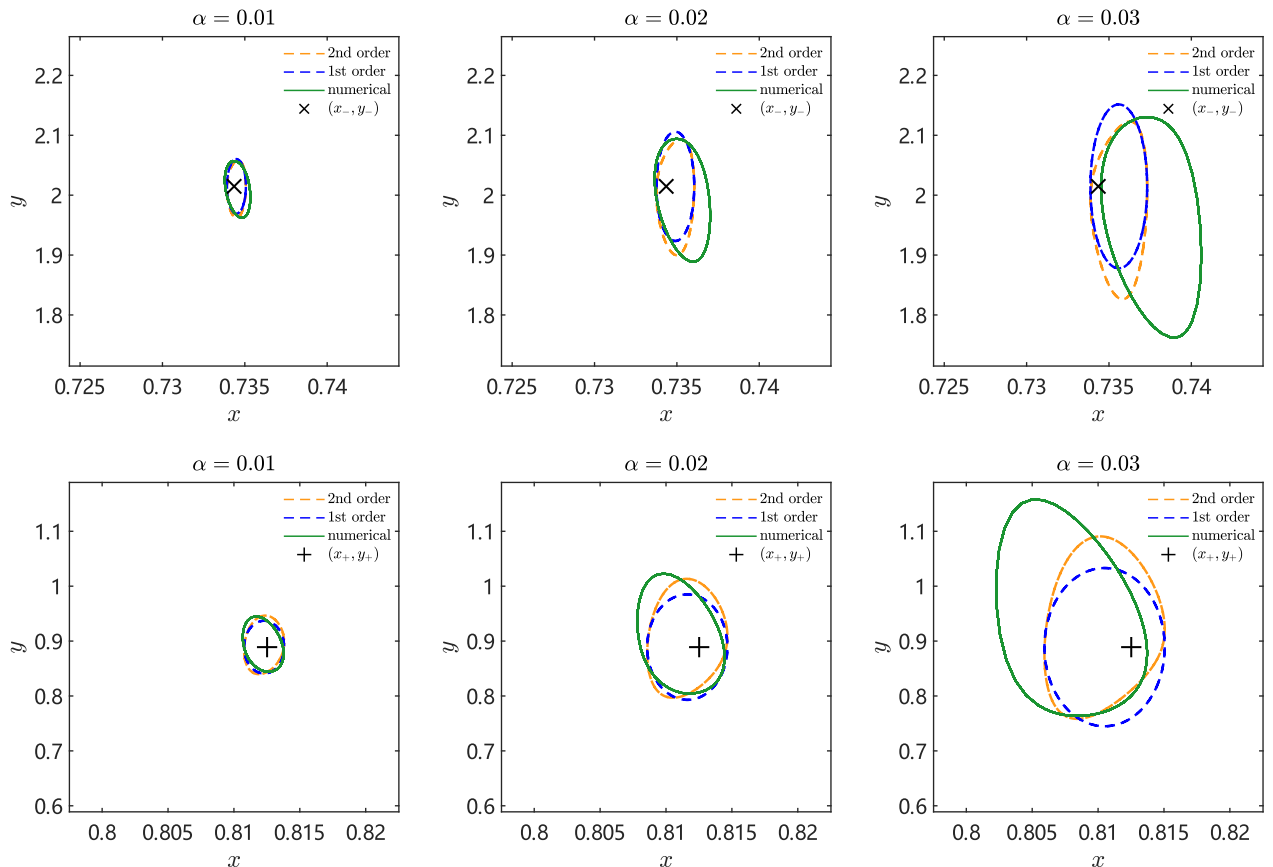 α = 0.01
2nd order
1st order
numerical
(x₋, y₋)
2.2
2.1
2
1.9
1.8
y
0.725
0.73
0.735
0.74
x
α = 0.02
2nd order
1st order
numerical
(x₋, y₋)
2.2
2.1
2
1.9
1.8
y
0.725
0.73
0.735
0.74
x
α = 0.03
2nd order
1st order
numerical
(x₋, y₋)
2.2
2.1
2
1.9
1.8
y
0.725
0.73
0.735
0.74
x
α = 0.01
2nd order
1st order
numerical
(x₊, y₊)
1.1
1
0.9
0.8
0.7
0.6
y
0.8
0.805
0.81
0.815
0.82
x
α = 0.02
2nd order
1st order
numerical
(x₊, y₊)
1.1
1
0.9
0.8
0.7
0.6
y
0.8
0.805
0.81
0.815
0.82
x
α = 0.03
2nd order
1st order
numerical
(x₊, y₊)
1.1
1
0.9
0.8
0.7
0.6
y
0.8
0.805
0.81
0.815
0.82
x